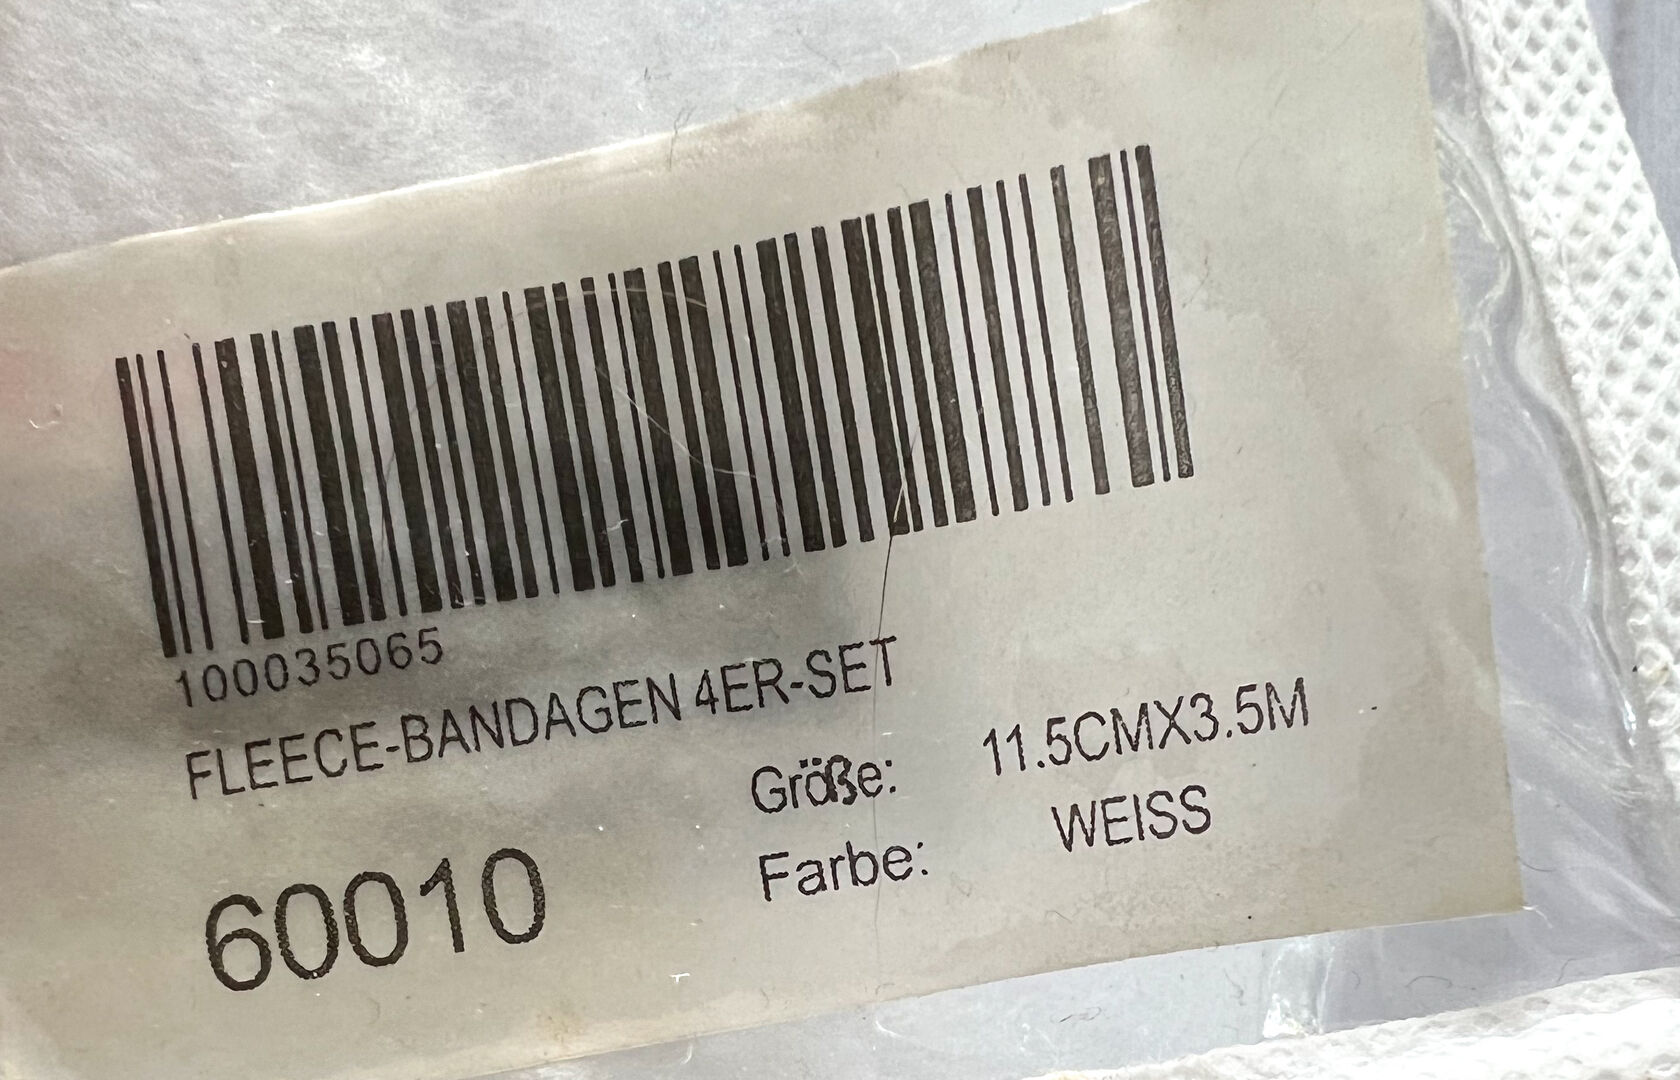 100035065
FLEECE-BANDAGEN 4ER-SET
Größe: 11.5CMX3.5M
Farbe: WEISS
60010